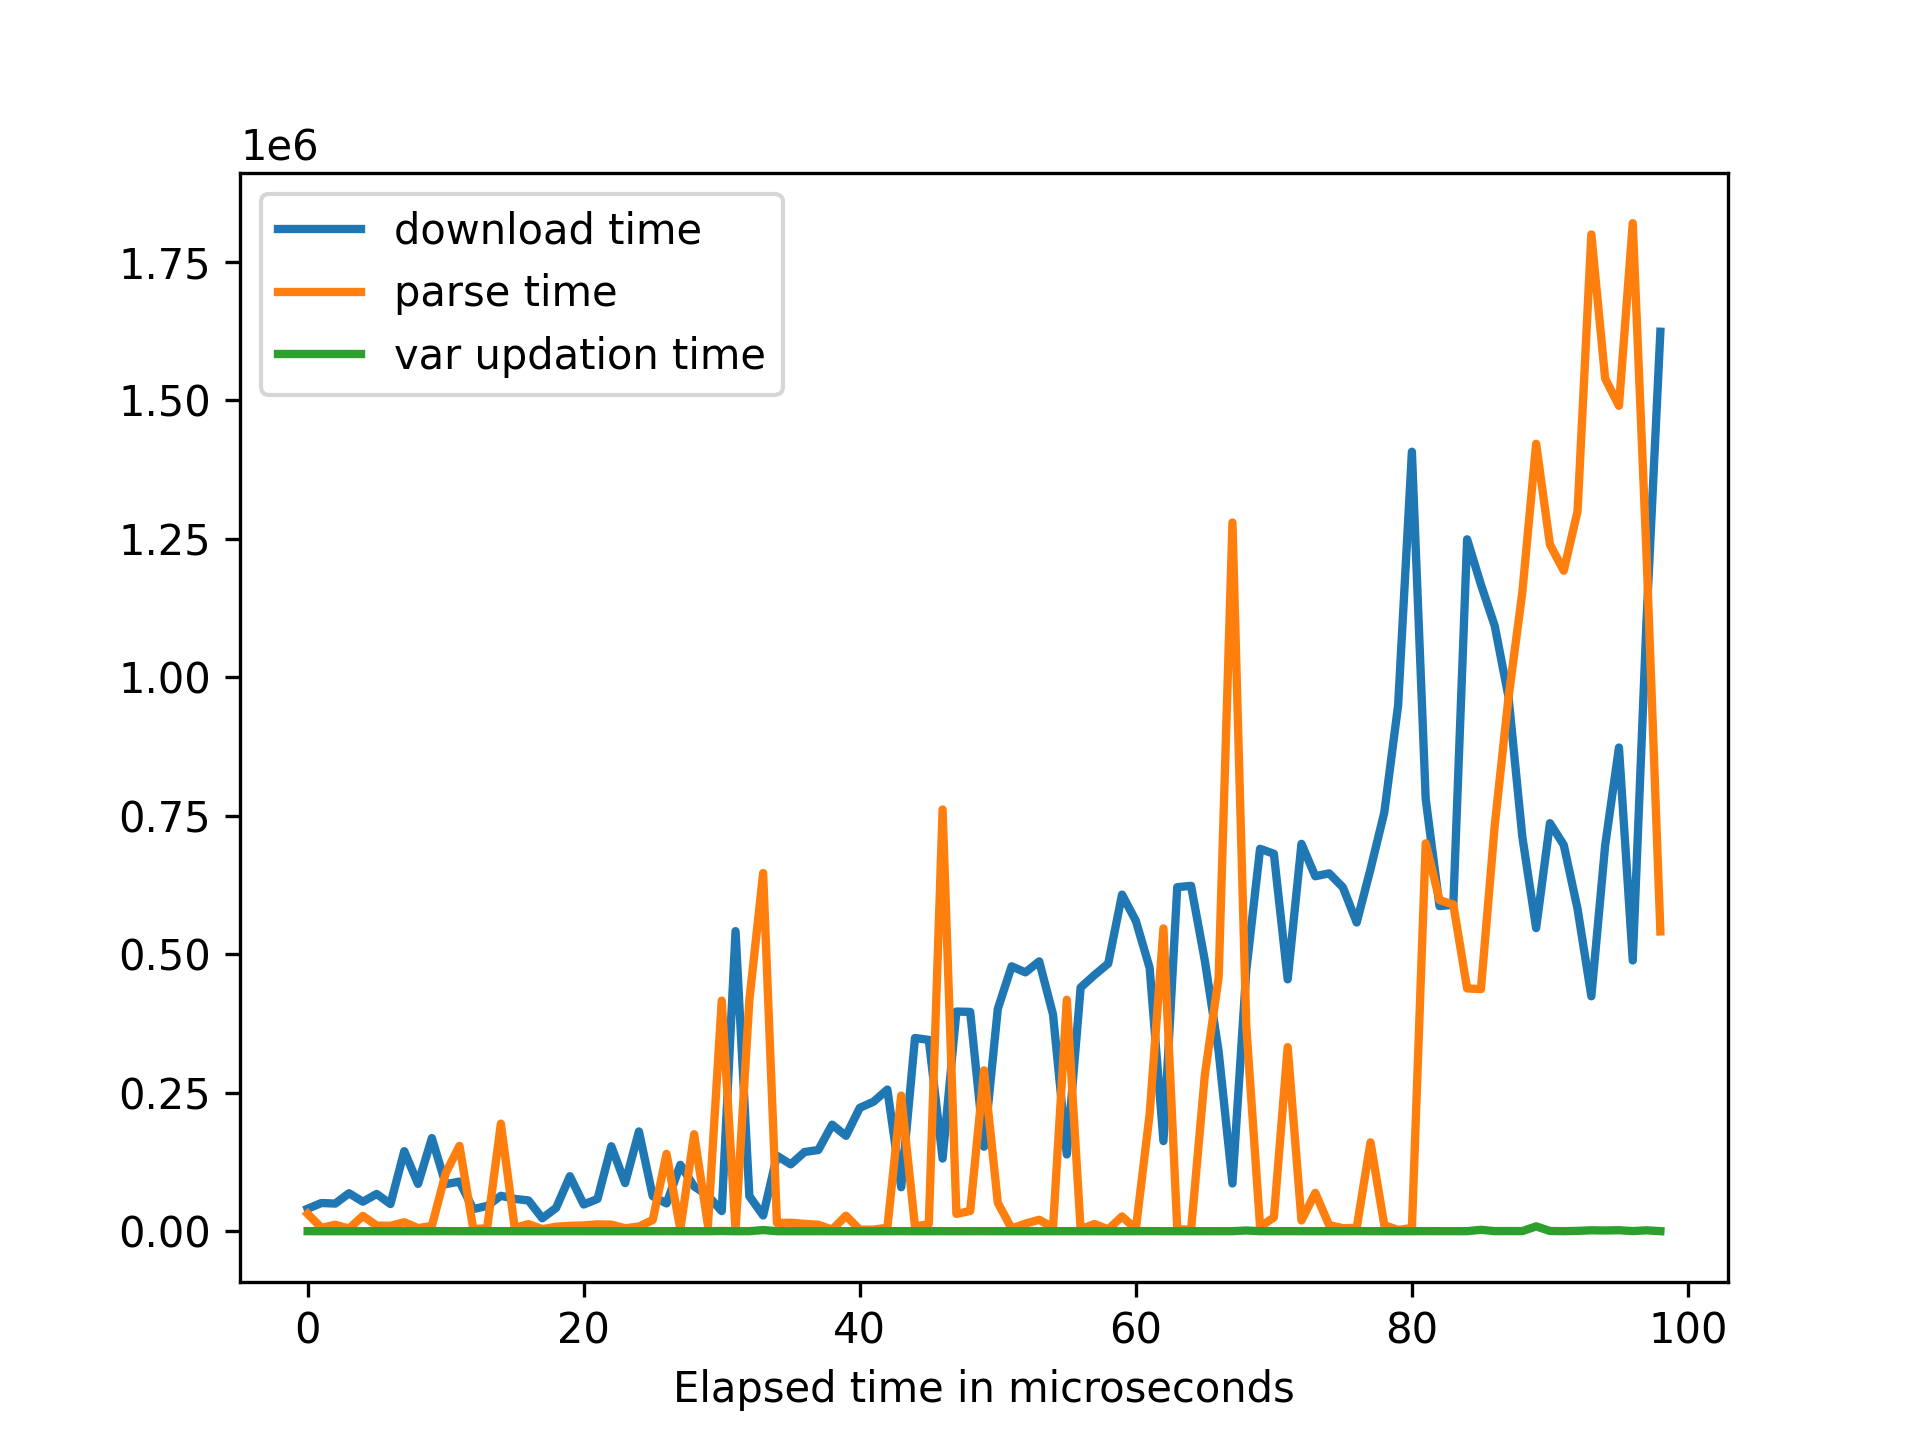 1e6
download time
parse time
var updation time
1.75
1.50
1.25
1.00
0.75
0.50
0.25
0.00
0 20 40 60 80 100
Elapsed time in microseconds